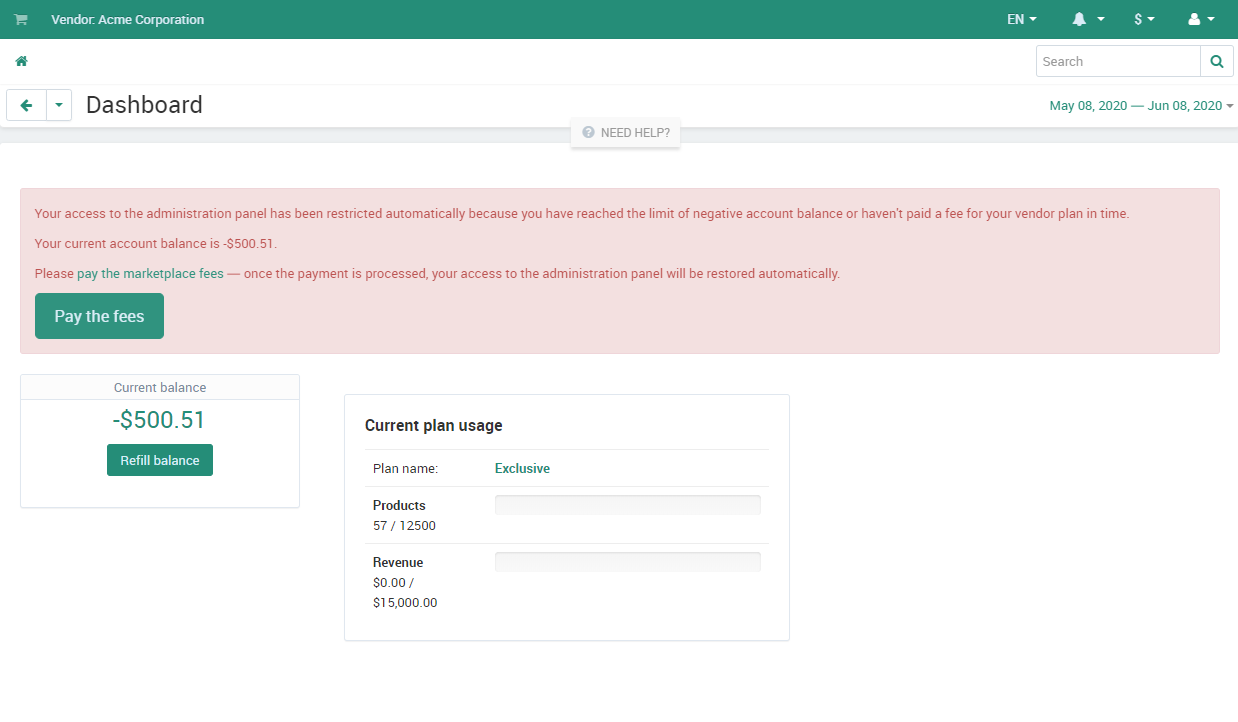 Vendor: Acme Corporation
EN
$
Search
Dashboard
May 08, 2020 — Jun 08, 2020
NEED HELP?
Your access to the administration panel has been restricted automatically because you have reached the limit of negative account balance or haven't paid a fee for your vendor plan in time.
Your current account balance is -$500.51.
Please pay the marketplace fees — once the payment is processed, your access to the administration panel will be restored automatically.
Pay the fees
Current balance
-$500.51
Refill balance
Current plan usage
Plan name: Exclusive
Products
57 / 12500
Revenue
$0.00 /
$15,000.00